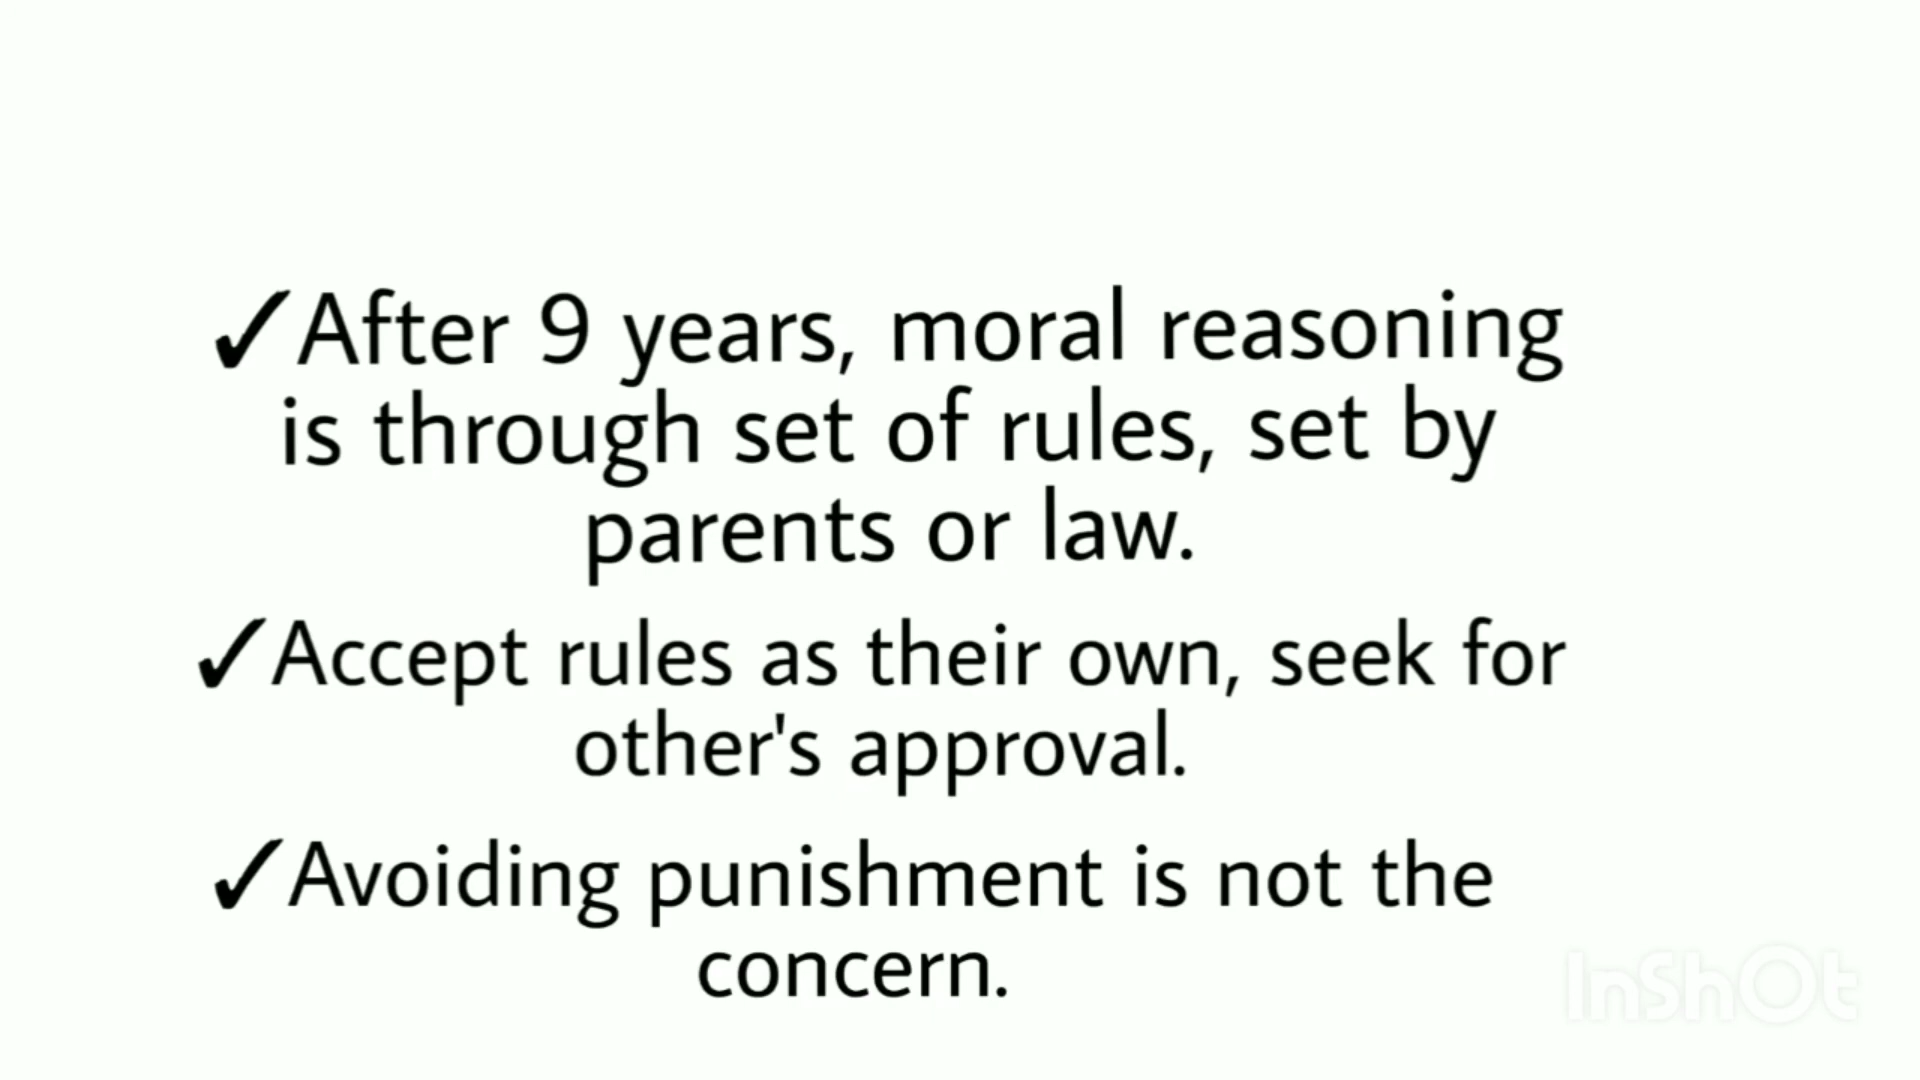 ✓After 9 years, moral reasoning
is through set of rules, set by
parents or law.
✓Accept rules as their own, seek for
other's approval.
✓Avoiding punishment is not the
concern.
InShOt